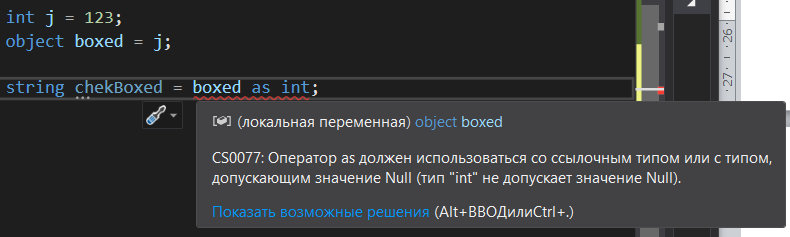 int j = 123;
object boxed = j;
string chekBoxed = boxed as int;
(локальная переменная) object boxed
CS0077: Оператор as должен использоваться со ссылочным типом или с типом,
допускающим значение Null (тип "int" не допускает значение Null).
Показать возможные решения (Alt+ВВОДилиCtrl+.)
26
27